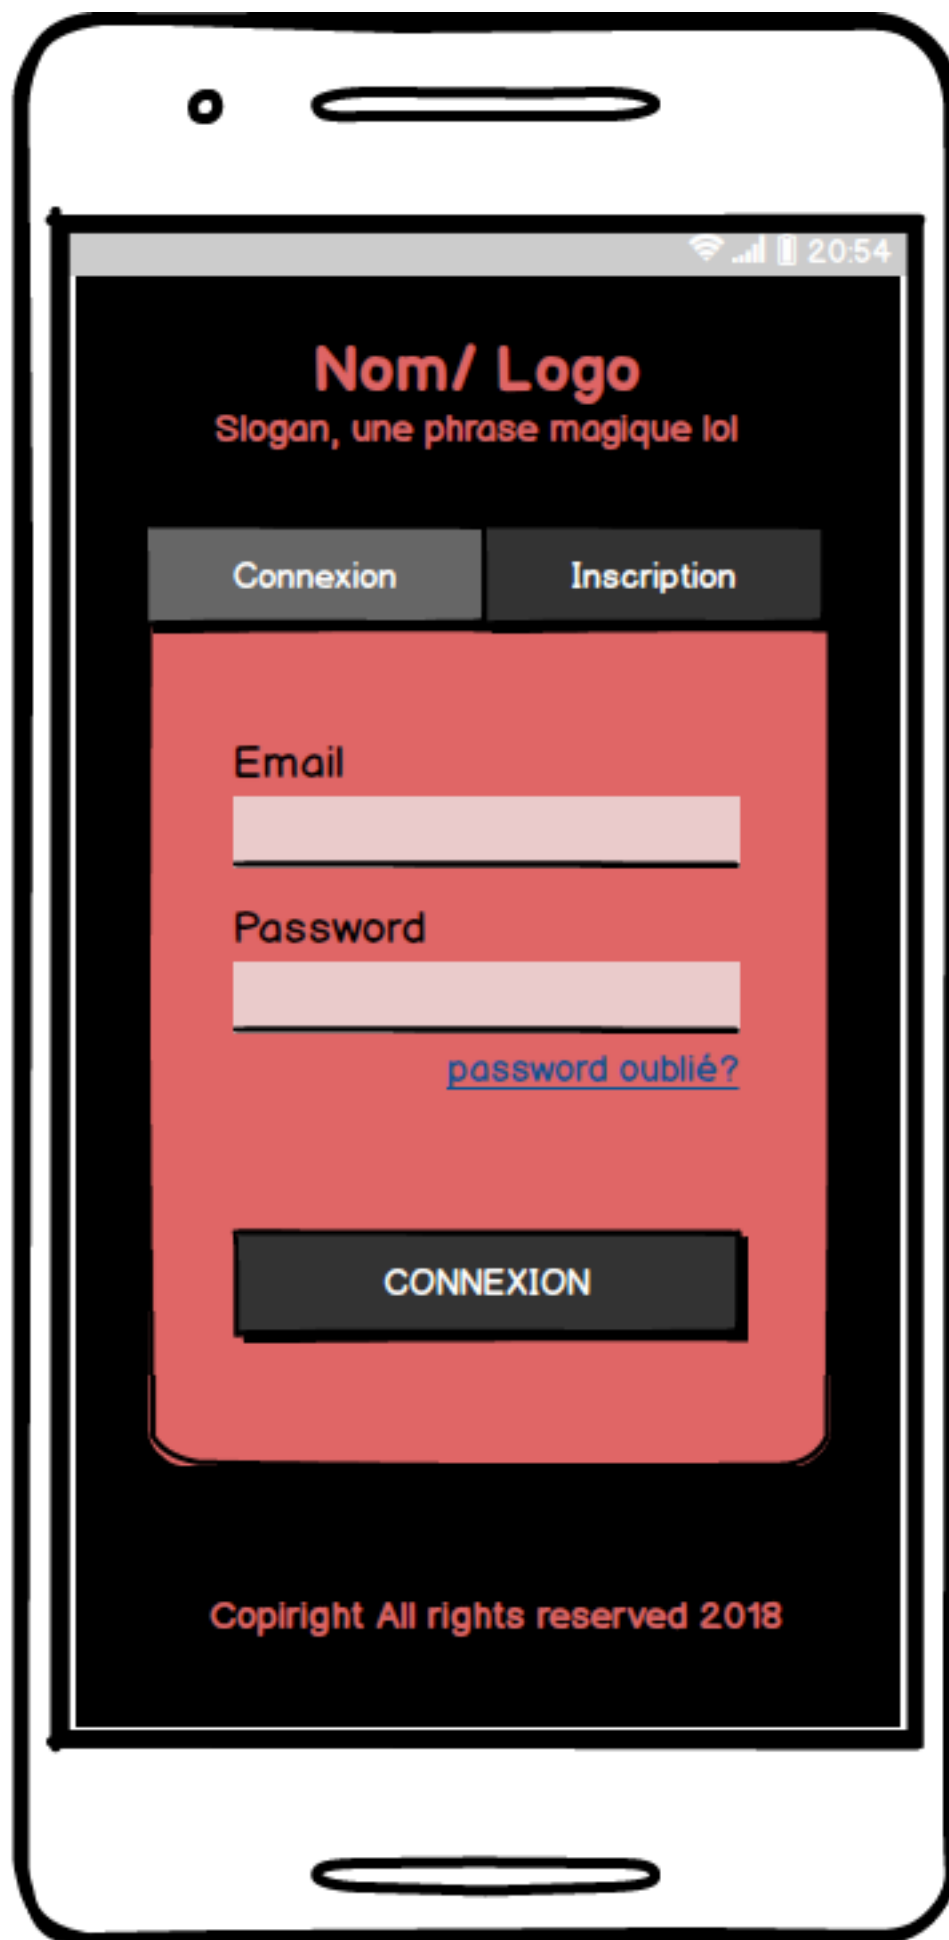 20:54
Nom/ Logo
Slogan, une phrase magique lol
Connexion Inscription
Email
Password
password oublié?
CONNEXION
Copiright All rights reserved 2018